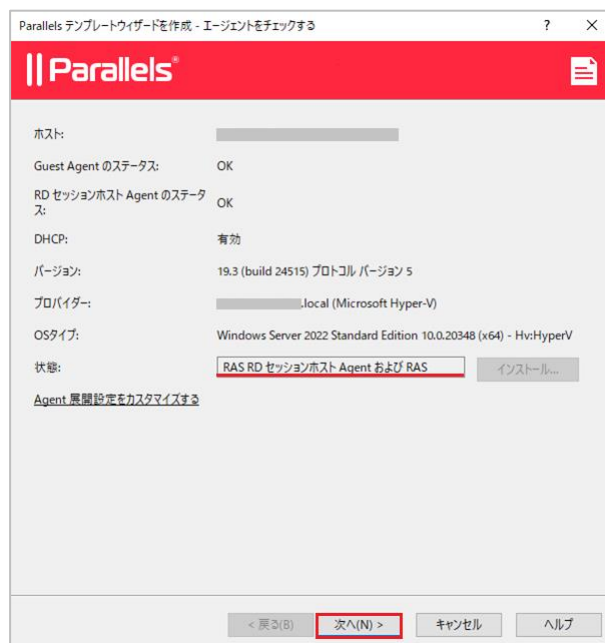 Parallels テンプレートウィザードを作成 - エージェントをチェックする ? ×
Parallels®
ホスト:
Guest Agent のステータス: OK
RD セッションホスト Agent のステータ
ス: OK
DHCP: 有効
バージョン: 19.3 (build 24515) プロトコル バージョン 5
プロバイダー: .local (Microsoft Hyper-V)
OSタイプ: Windows Server 2022 Standard Edition 10.0.20348 (x64) - Hv:HyperV
状態: RAS RD セッションホスト Agent および RAS インストール...
Agent 展開設定をカスタマイズする
< 戻る(B) 次へ(N) > キャンセル ヘルプ